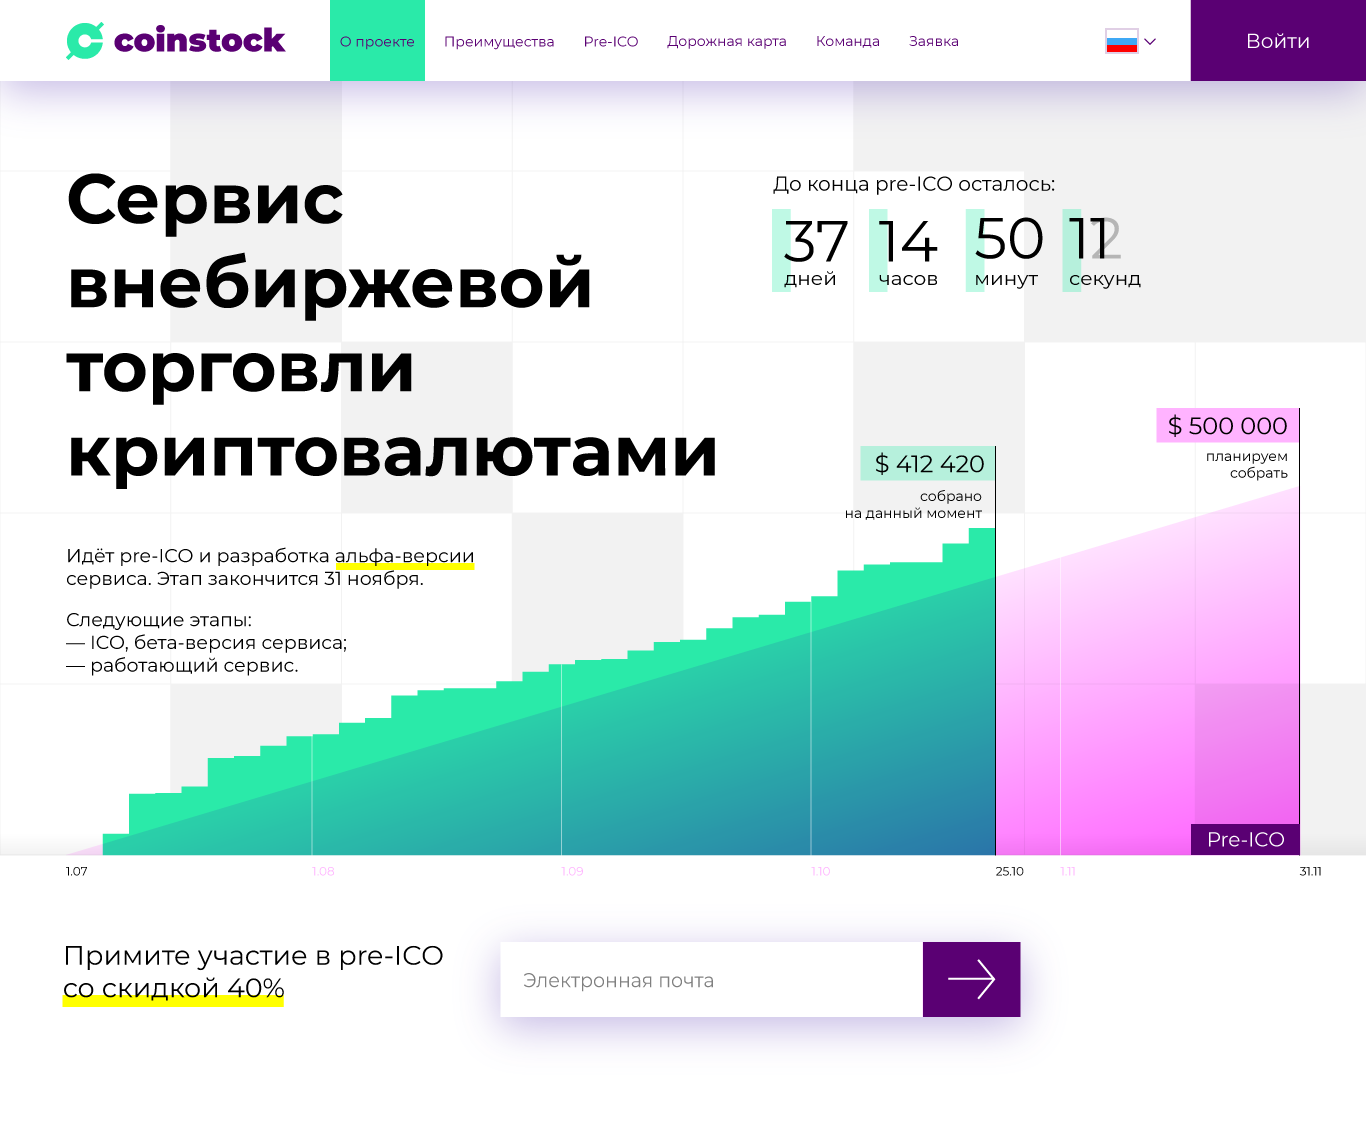 coinstock
О проекте
Преимущества
Pre-ICO
Дорожная карта
Команда
Заявка
Войти
Сервис
внебиржевой
торговли
криптовалютами
До конца pre-ICO осталось:
37 14 50 11 2
дней часов минут секунд
$ 500 000
планируем
собрать
$ 412 420
собрано
на данный момент
Идёт pre-ICO и разработка альфа-версии
сервиса. Этап закончится 31 ноября.
Следующие этапы:
— ICO, бета-версия сервиса;
— работающий сервис.
Pre-ICO
1.07 1.08 1.09 1.10 25.10 1.11 31.11
Примите участие в pre-ICO
со скидкой 40%
Электронная почта